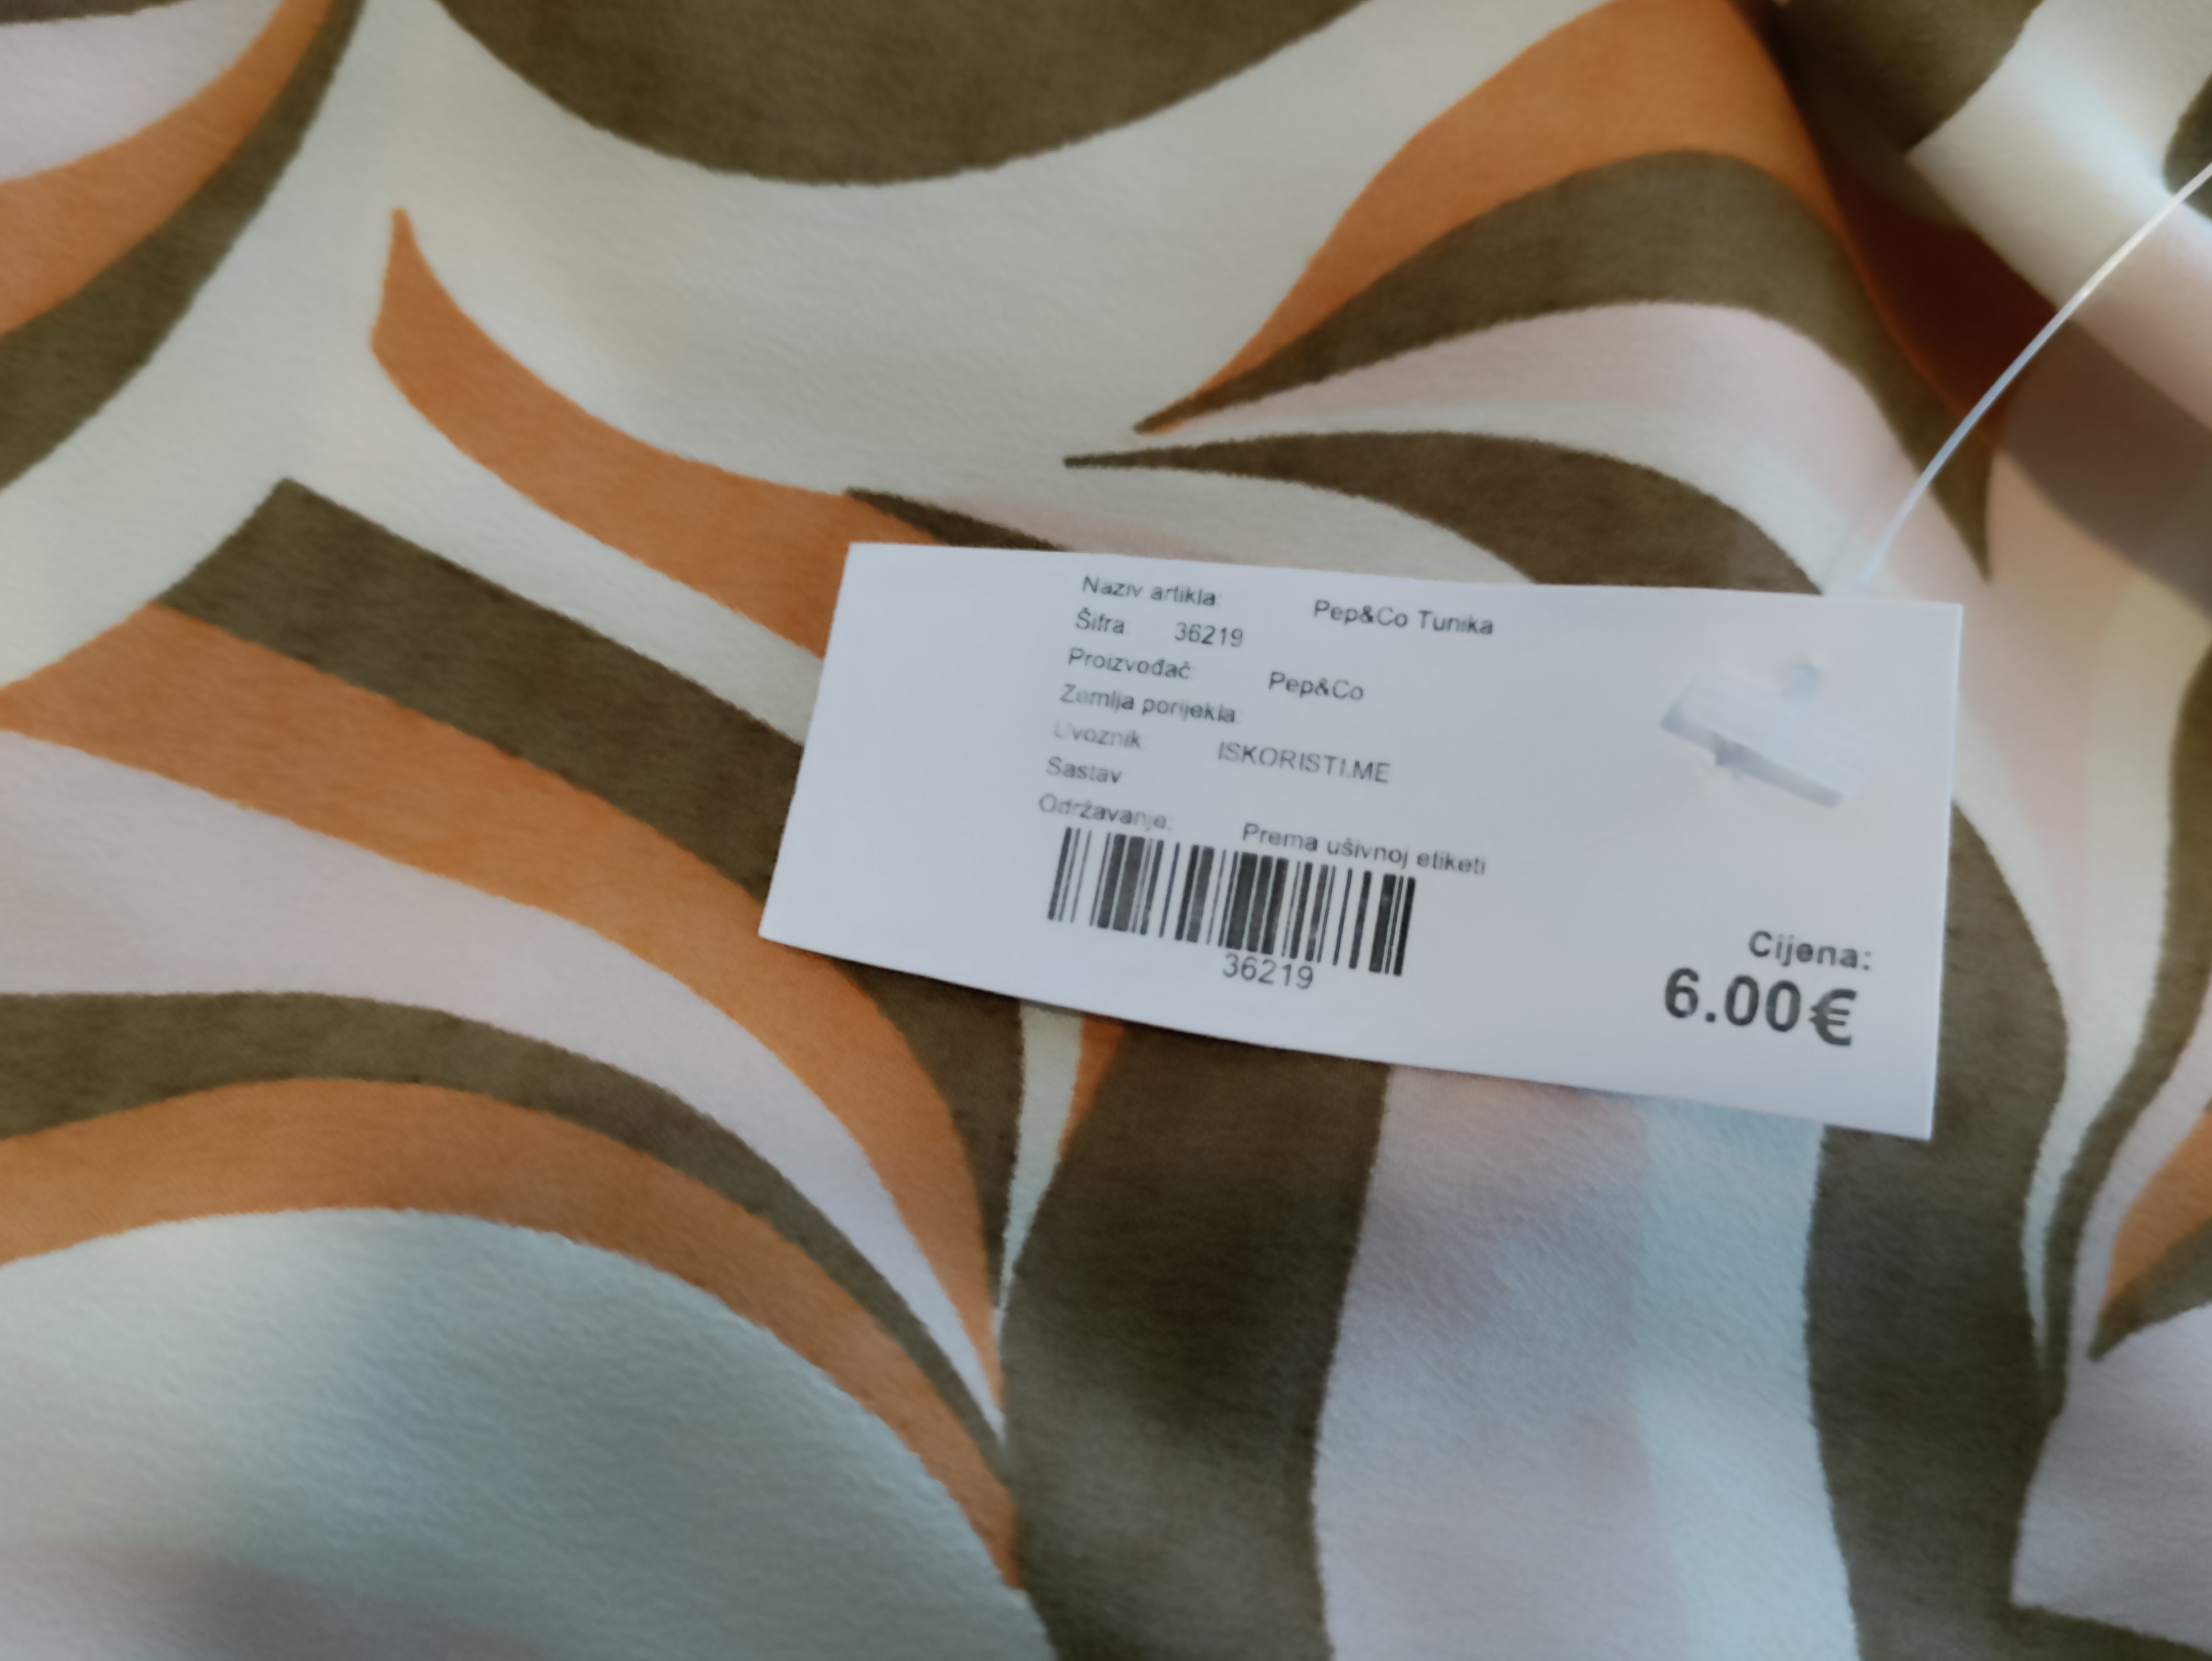 Naziv artikla: Pep&Co Tunika
Šifra 36219
Proizvođač Pep&Co
Zemlja porijekla
Uvoznik ISKORISTI.ME
Sastav
Održavanje: Prema ušivnoj etiketi
36219
Cijena:
6.00€